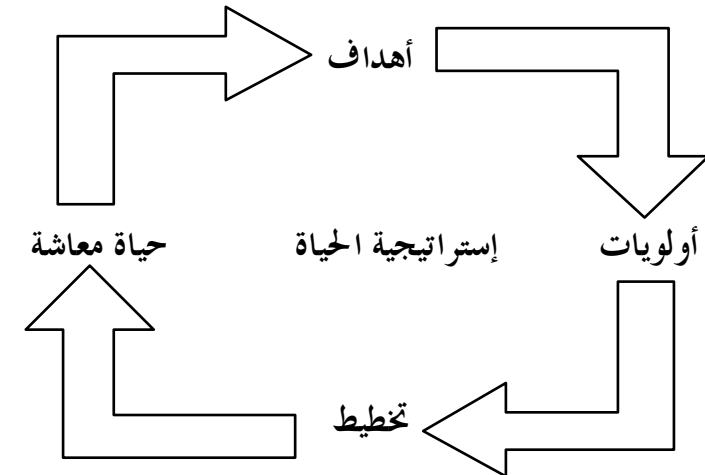 أهداف
أولويات
إستراتيجية الحياة
حياة معاشة
تخطيط